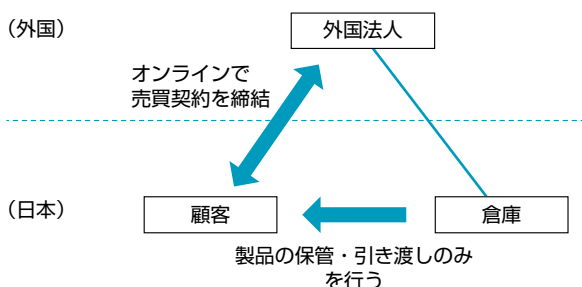 （外国）
外国法人
オンラインで
売買契約を締結
（日本）
顧客
倉庫
製品の保管・引き渡しのみ
を行う